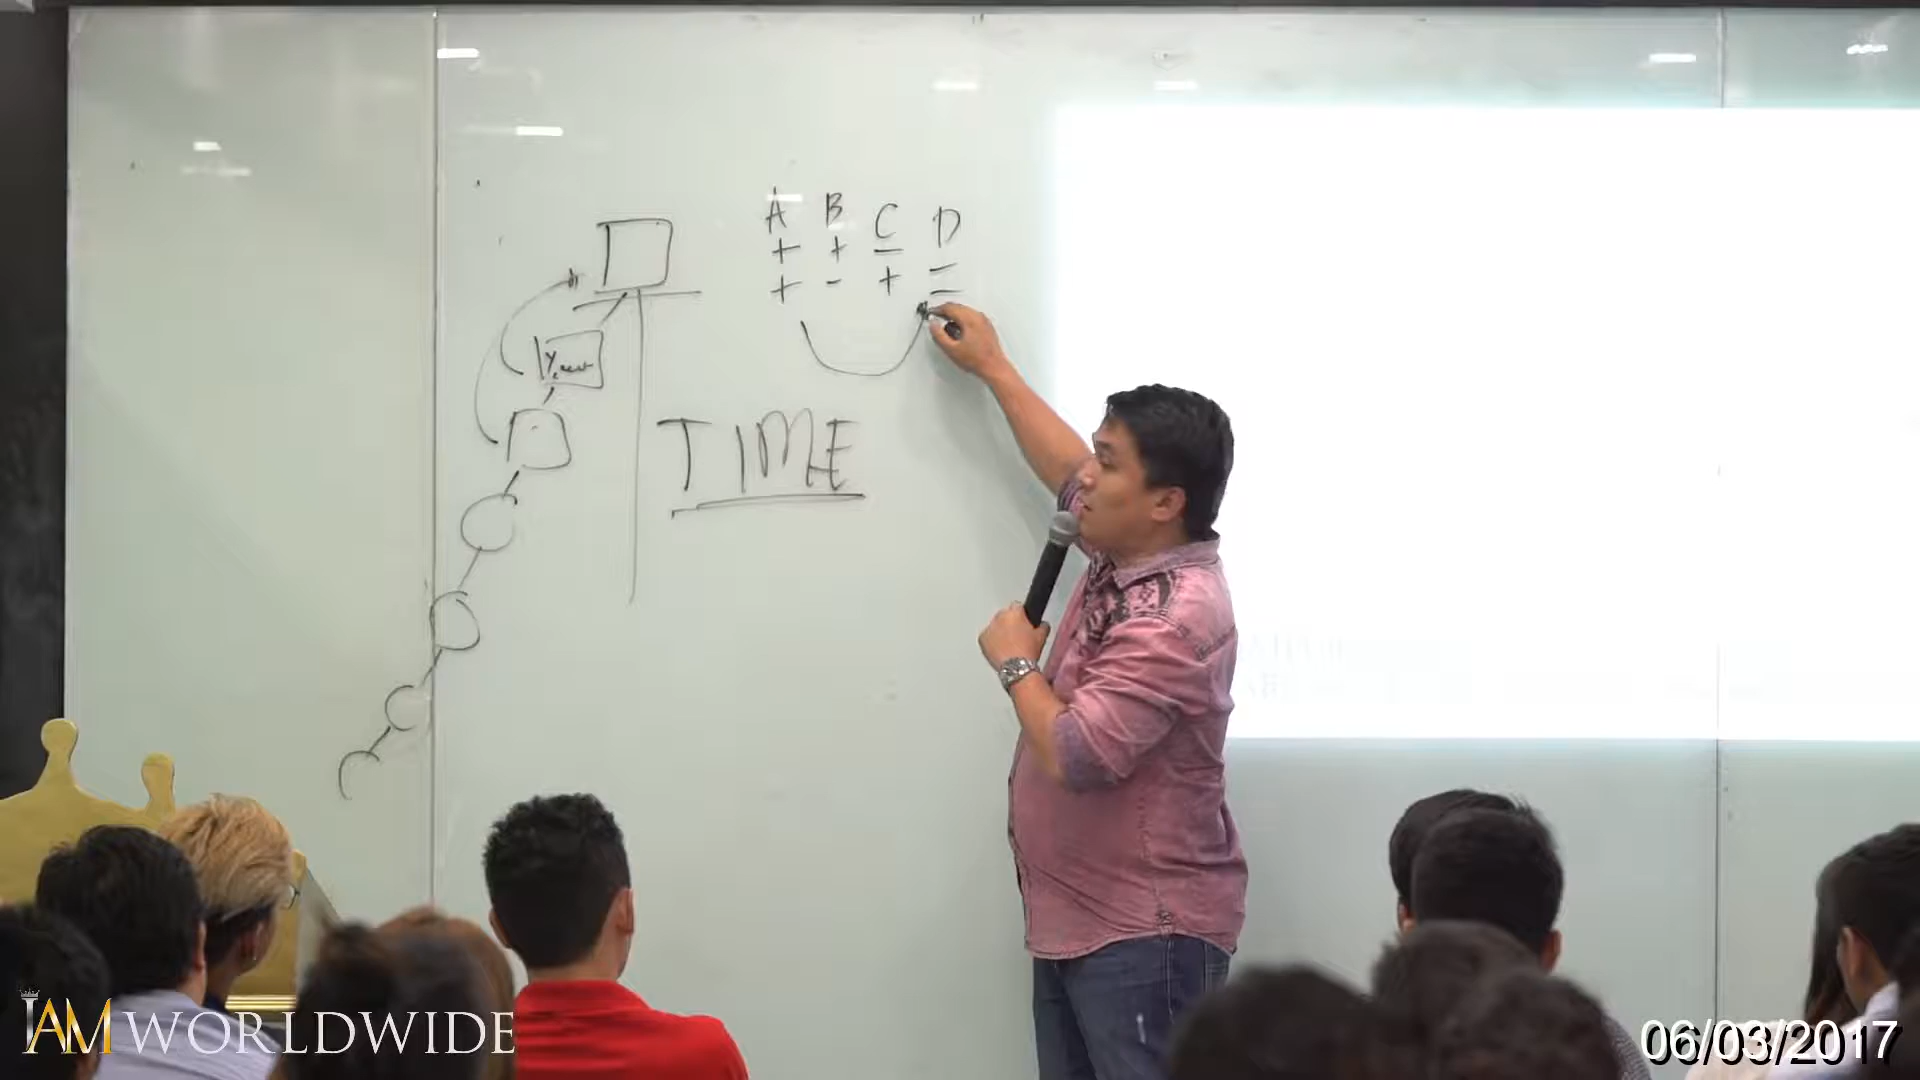 A B C D
+ + − −
+ - + −
TIME
IAM WORLDWIDE
06/03/2017